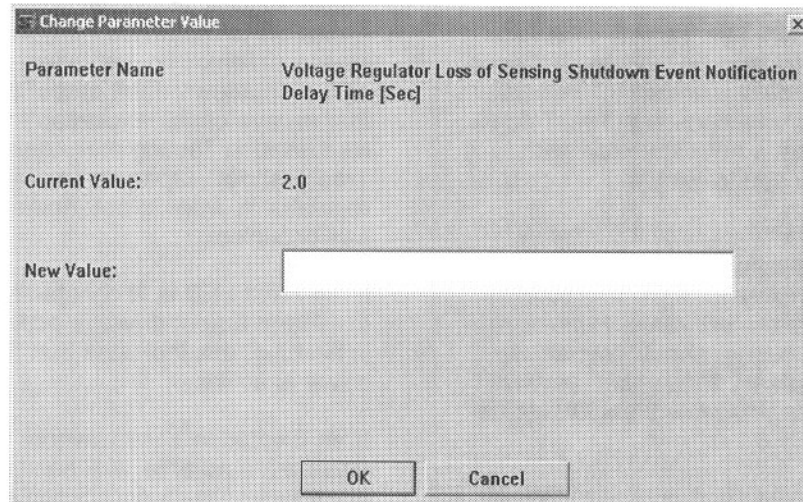 Change Parameter Value
Parameter Name
Voltage Regulator Loss of Sensing Shutdown Event Notification
Delay Time [Sec]
Current Value:
2.0
New Value:
OK
Cancel